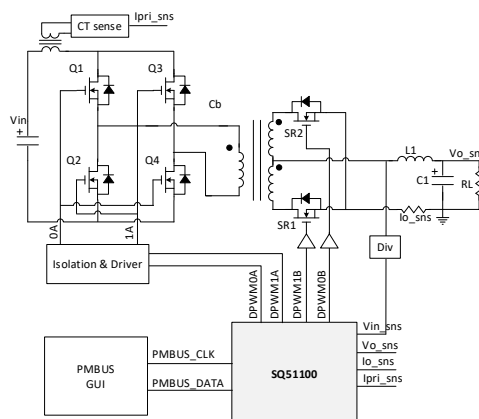 CT sense
Ipri_sns
Q1
Q3
Cb
Vin
+
SR2
L1
Vo_sns
Q2
Q4
C1
+
RL
SR1
Io_sns
0A
1A
Div
Isolation & Driver
DPWM0A
DPWM1A
DPWM1B
DPWM0B
Vin_sns
PMBUS
GUI
PMBUS_CLK
PMBUS_DATA
SQ51100
Vo_sns
Io_sns
Ipri_sns